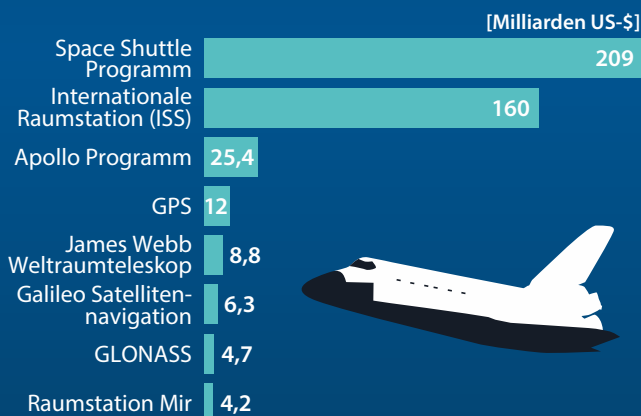 [Milliarden US-$]
Space Shuttle
Programm
209
Internationale
Raumstation (ISS)
160
Apollo Programm
25,4
GPS
12
James Webb
Weltraumteleskop
8,8
Galileo Satelliten-
navigation
6,3
GLONASS
4,7
Raumstation Mir
4,2